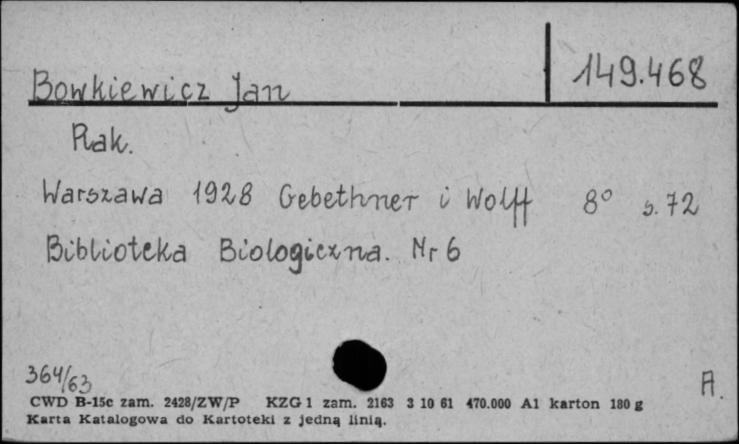 Bowkiewicz Jan 149.468
Rak.
Warszawa 1928 Gebethner i Wolff 8° s. 72
Biblioteka Biologiczna. Nr 6
364/63 A.
CWD B-15c zam. 2428/ZW/P KZG 1 zam. 2163 3 10 61 470.000 A1 karton 180 g
Karta Katalogowa do Kartoteki z jedną linią.